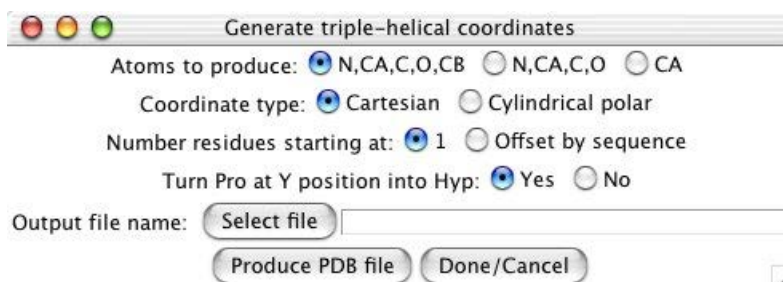 Generate triple-helical coordinates
Atoms to produce: N,CA,C,O,CB N,CA,C,O CA
Coordinate type: Cartesian Cylindrical polar
Number residues starting at: 1 Offset by sequence
Turn Pro at Y position into Hyp: Yes No
Output file name: Select file
Produce PDB file Done/Cancel